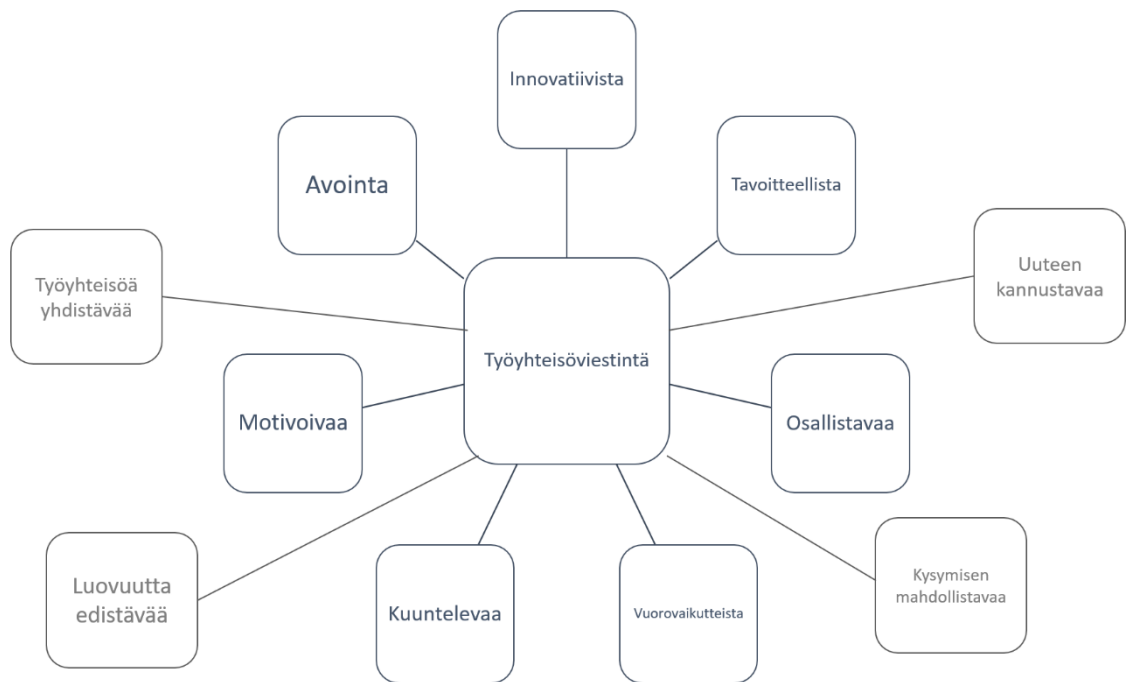 Innovatiivista
Avointa
Tavoitteellista
Työyhteisöä
yhdistävää
Uuteen
kannustavaa
Työyhteisöviestintä
Motivoivaa
Osallistavaa
Luovuutta
edistävää
Kuuntelevaa
Vuorovaikutteista
Kysymisen
mahdollistavaa